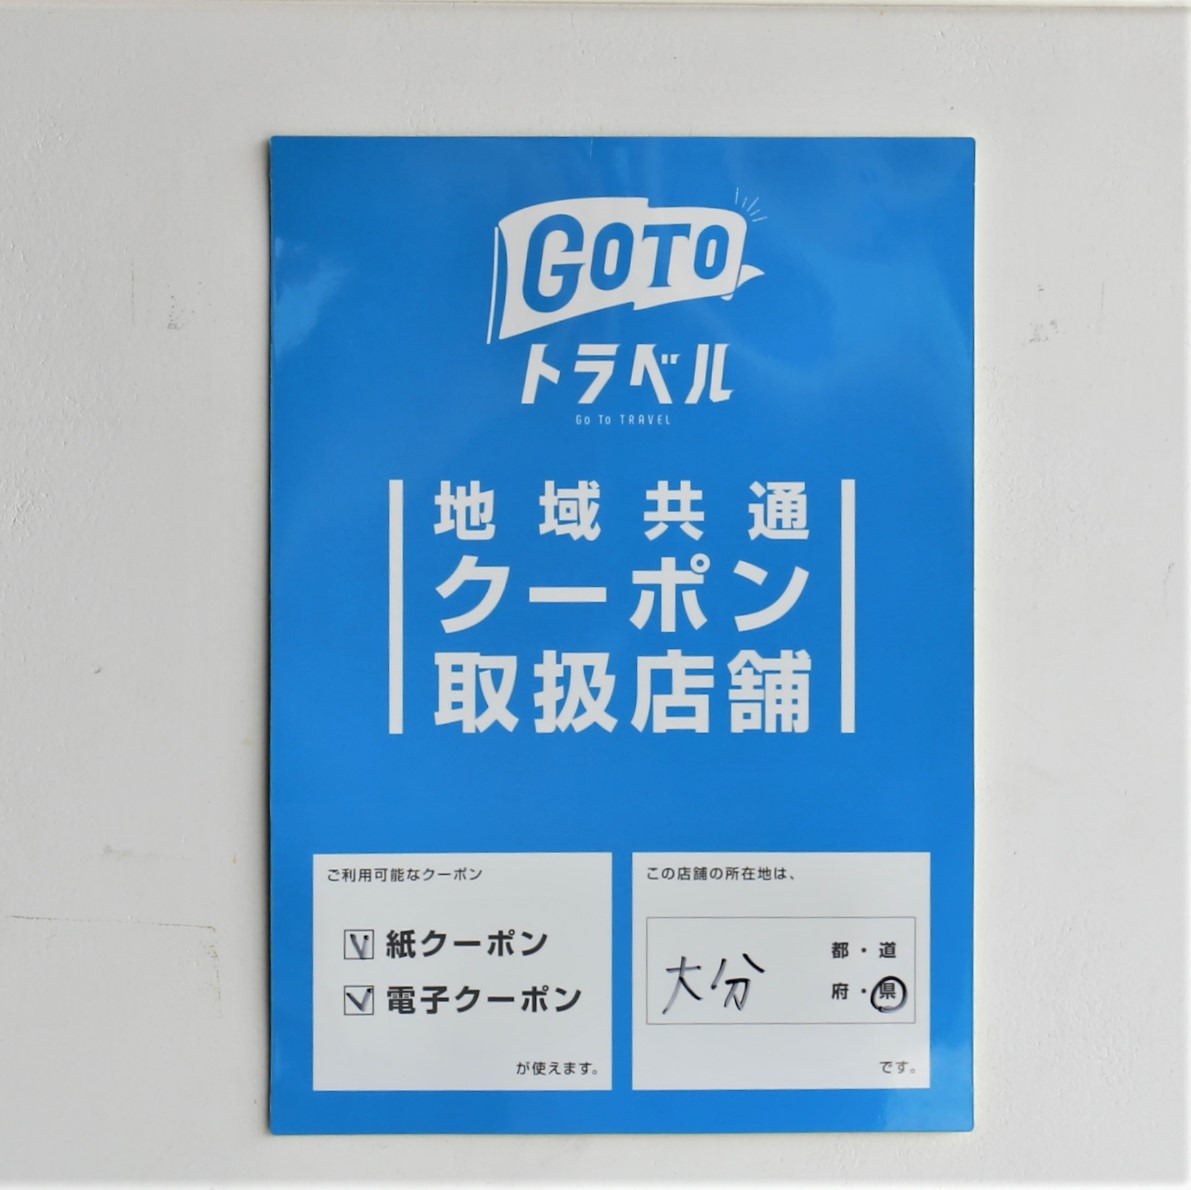 GOTO
トラベル
Go To TRAVEL
地域共通
クーポン
取扱店舗
ご利用可能なクーポン
紙クーポン
電子クーポン
が使えます。
この店舗の所在地は、
大分
都・道
府・県
です。